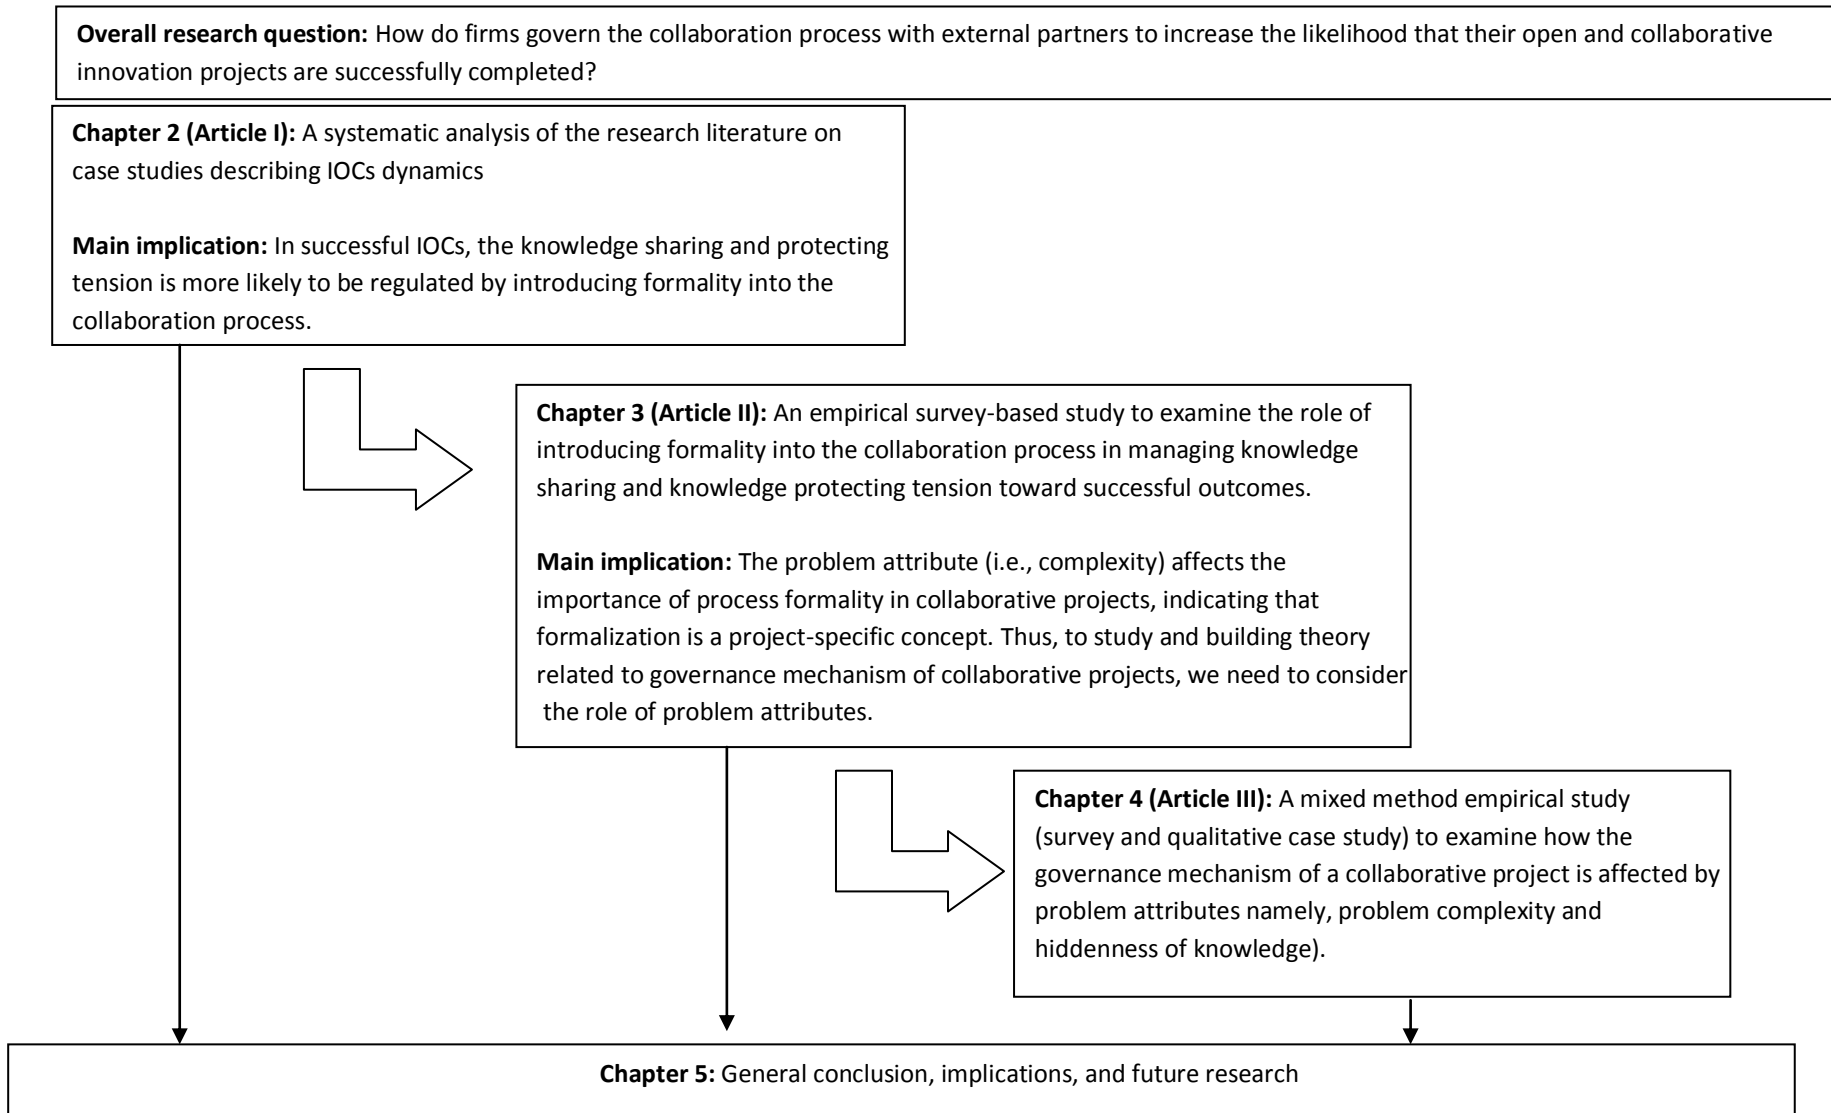 Overall research question: How do firms govern the collaboration process with external partners to increase the likelihood that their open and collaborative
innovation projects are successfully completed?
Chapter 2 (Article I): A systematic analysis of the research literature on
case studies describing IOCs dynamics
Main implication: In successful IOCs, the knowledge sharing and protecting
tension is more likely to be regulated by introducing formality into the
collaboration process.
Chapter 3 (Article II): An empirical survey-based study to examine the role of
introducing formality into the collaboration process in managing knowledge
sharing and knowledge protecting tension toward successful outcomes.
Main implication: The problem attribute (i.e., complexity) affects the
importance of process formality in collaborative projects, indicating that
formalization is a project-specific concept. Thus, to study and building theory
related to governance mechanism of collaborative projects, we need to consider
the role of problem attributes.
Chapter 4 (Article III): A mixed method empirical study
(survey and qualitative case study) to examine how the
governance mechanism of a collaborative project is affected by
problem attributes namely, problem complexity and
hiddenness of knowledge).
Chapter 5: General conclusion, implications, and future research